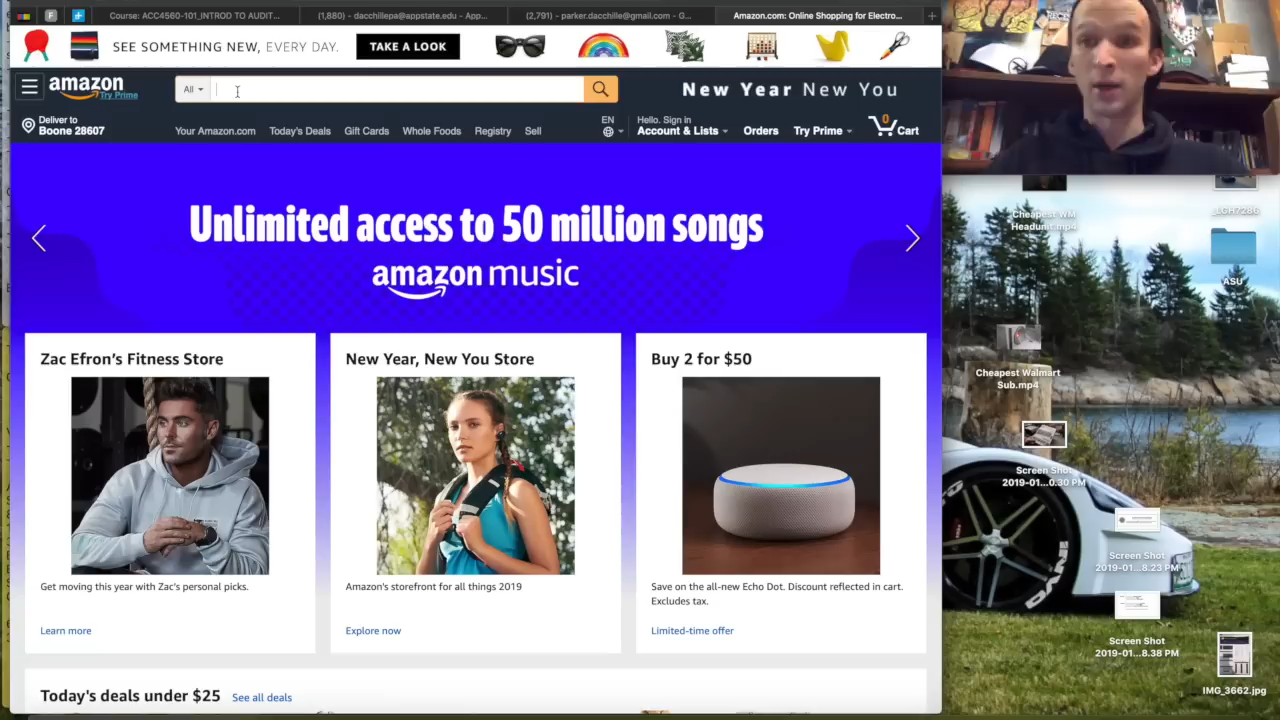 Course: ACC4560-101_INTROD TO AUDIT...
(1,880) - dacchillepa@appstate.edu - App...
(2,791) - parker.dacchille@gmail.com - G...
Amazon.com: Online Shopping for Electro...
SEE SOMETHING NEW, EVERY DAY.
TAKE A LOOK
amazon
Try Prime
All
New Year New You
Deliver to
Boone 28607
Your Amazon.com
Today's Deals
Gift Cards
Whole Foods
Registry
Sell
EN
Hello. Sign in
Account & Lists
Orders
Try Prime
0
Cart
Unlimited access to 50 million songs
amazon music
Zac Efron's Fitness Store
Get moving this year with Zac's personal picks.
Learn more
New Year, New You Store
Amazon's storefront for all things 2019
Explore now
Buy 2 for $50
Save on the all-new Echo Dot. Discount reflected in cart.
Excludes tax.
Limited-time offer
Today's deals under $25
See all deals
Cheapest WM
Headunit.mp4
_LGH7286
ASU
Cheapest Walmart
Sub.mp4
Screen Shot
2019-01...0.30 PM
Screen Shot
2019-01...8.23 PM
Screen Shot
2019-01...8.38 PM
IMG_3662.jpg